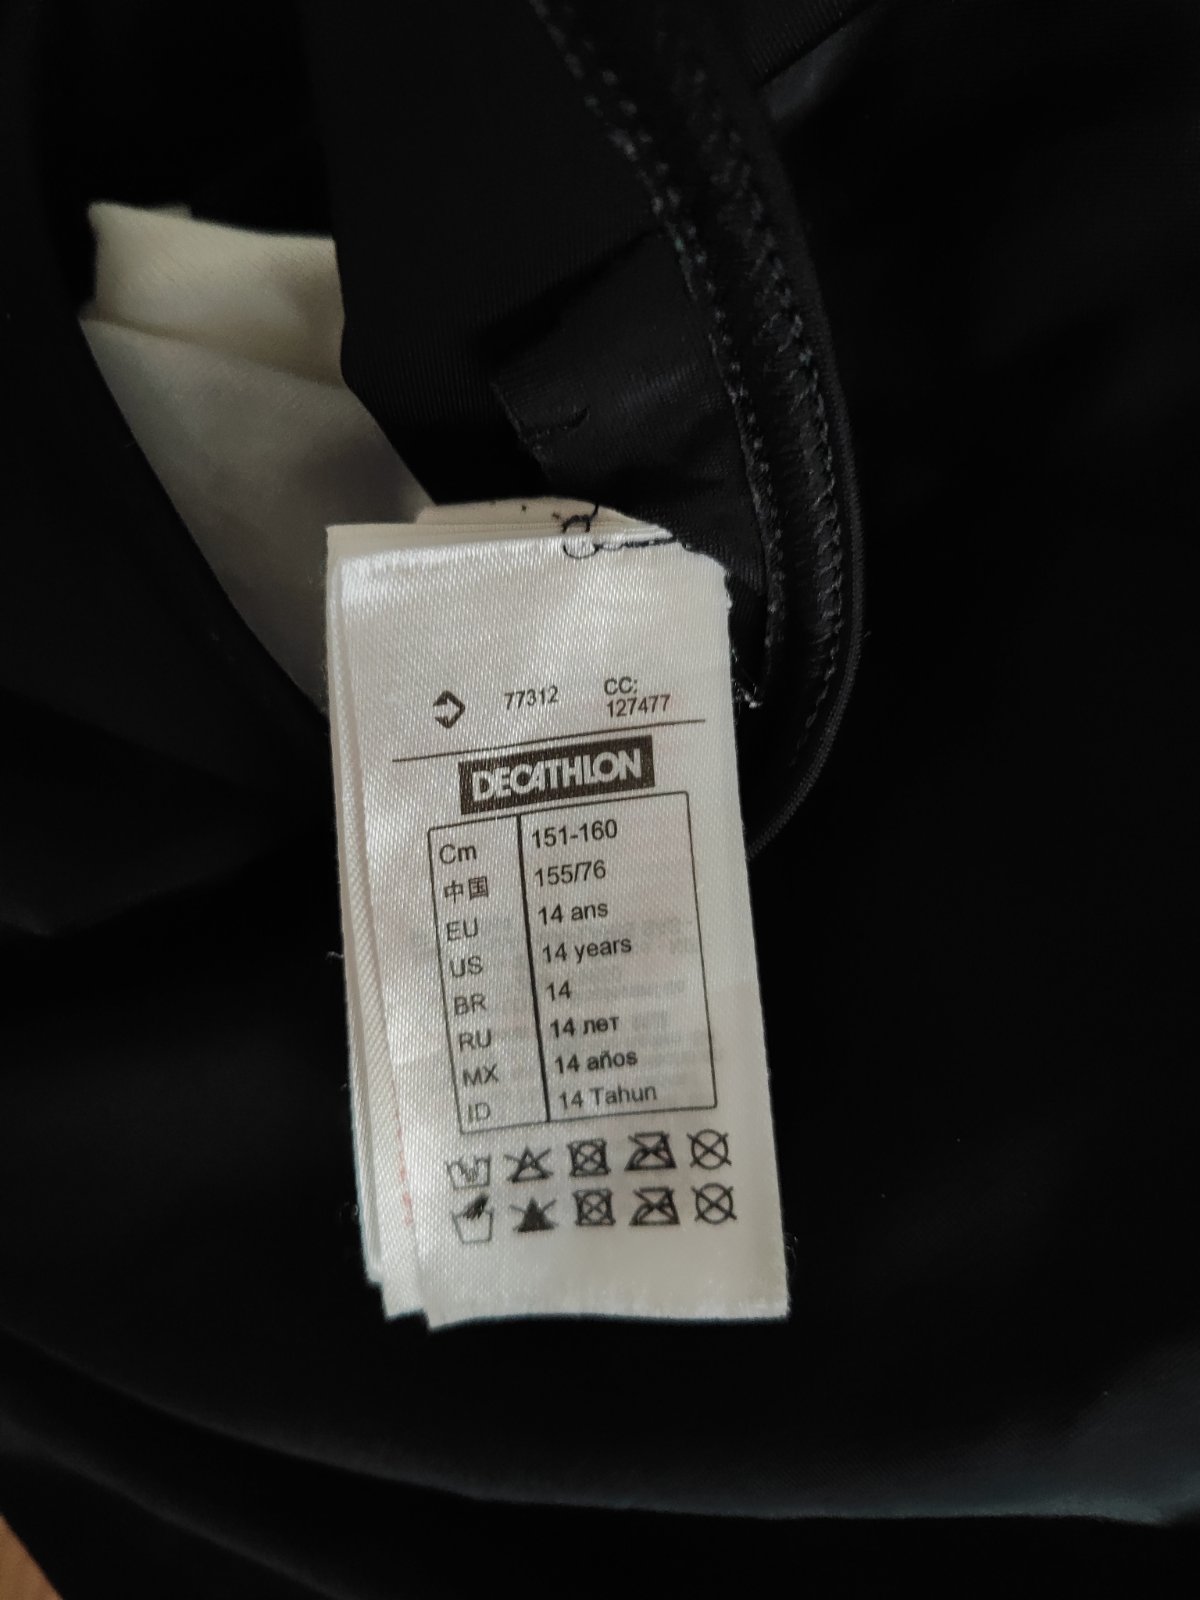 77312 CC:
127477
DECATHLON
Cm 151-160
中国 155/76
EU 14 ans
US 14 years
BR 14
RU 14 лет
MX 14 años
ID 14 Tahun